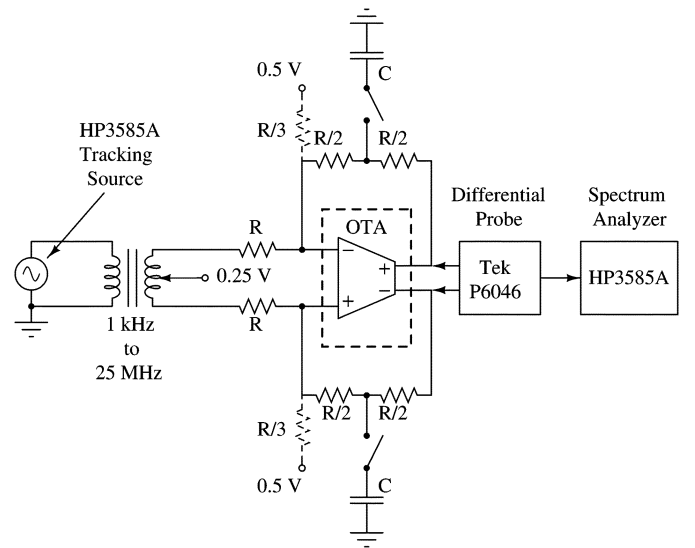 0.5 V
C
R/3
R/2
R/2
HP3585A
Tracking
Source
Differential
Probe
Spectrum
Analyzer
R
OTA
−
+
+
−
0.25 V
Tek
P6046
HP3585A
R
1 kHz
to
25 MHz
R/3
R/2
R/2
0.5 V
C